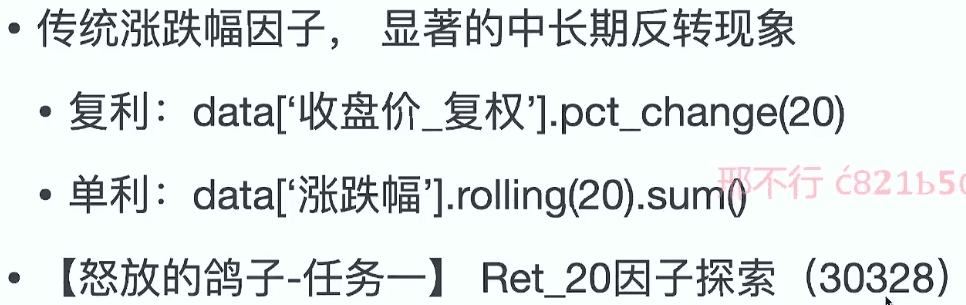 • 传统涨跌幅因子， 显著的中长期反转现象
• 复利：data[‘收盘价_复权’].pct_change(20)
• 单利：data[‘涨跌幅’].rolling(20).sum()
邢不行
• 【怒放的鸽子-任务一】 Ret_20因子探索（30328）